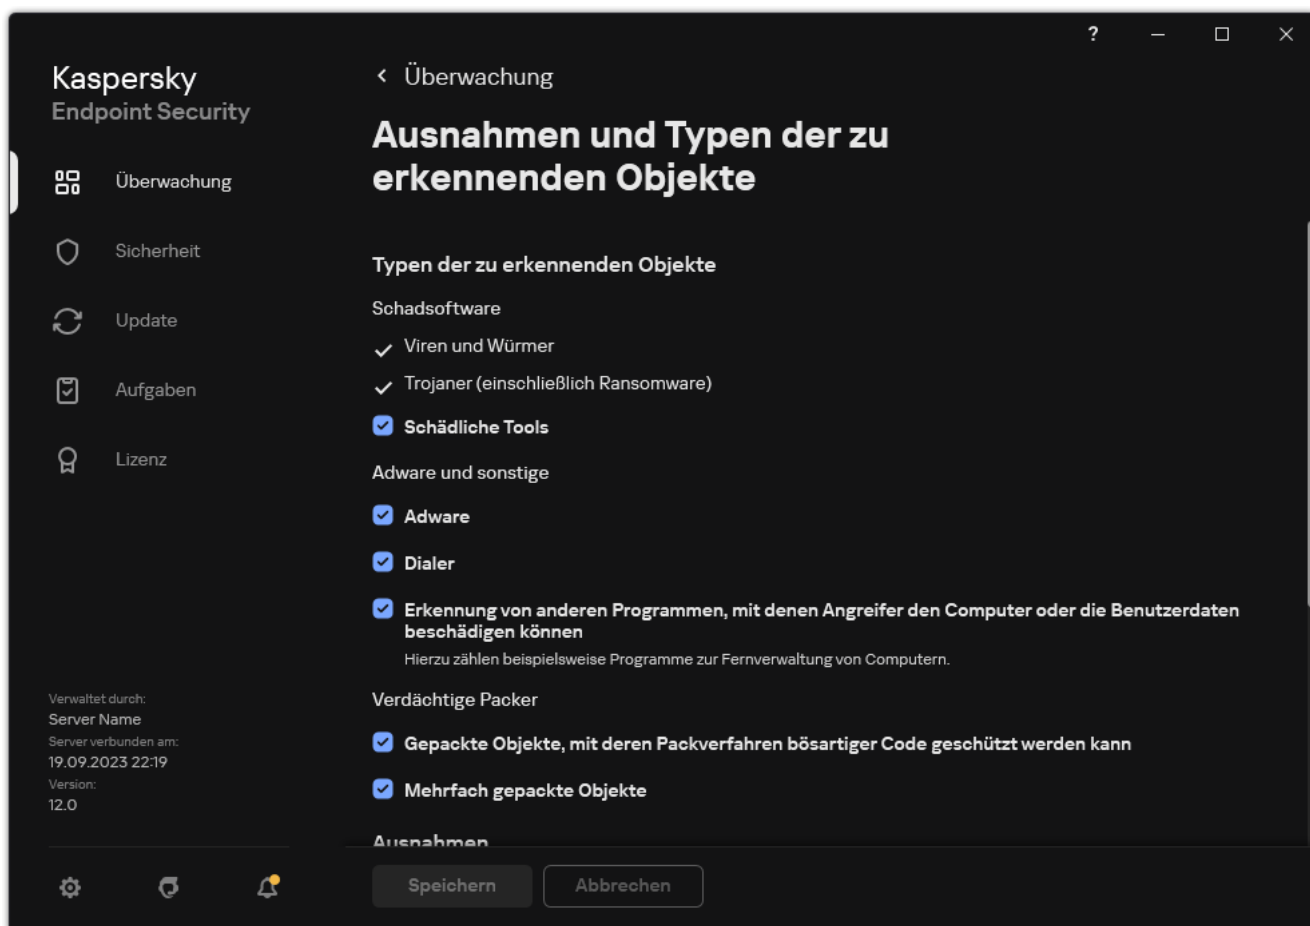 ?
Kaspersky
Endpoint Security
Überwachung
Sicherheit
Update
Aufgaben
Lizenz
Verwaltet durch:
Server Name
Server verbunden am:
19.09.2023 22:19
Version:
12.0
Überwachung
Ausnahmen und Typen der zu
erkennenden Objekte
Typen der zu erkennenden Objekte
Schadsoftware
Viren und Würmer
Trojaner (einschließlich Ransomware)
Schädliche Tools
Adware und sonstige
Adware
Dialer
Erkennung von anderen Programmen, mit denen Angreifer den Computer oder die Benutzerdaten
beschädigen können
Hierzu zählen beispielsweise Programme zur Fernverwaltung von Computern.
Verdächtige Packer
Gepackte Objekte, mit deren Packverfahren bösartiger Code geschützt werden kann
Mehrfach gepackte Objekte
Ausnahmen
Speichern
Abbrechen